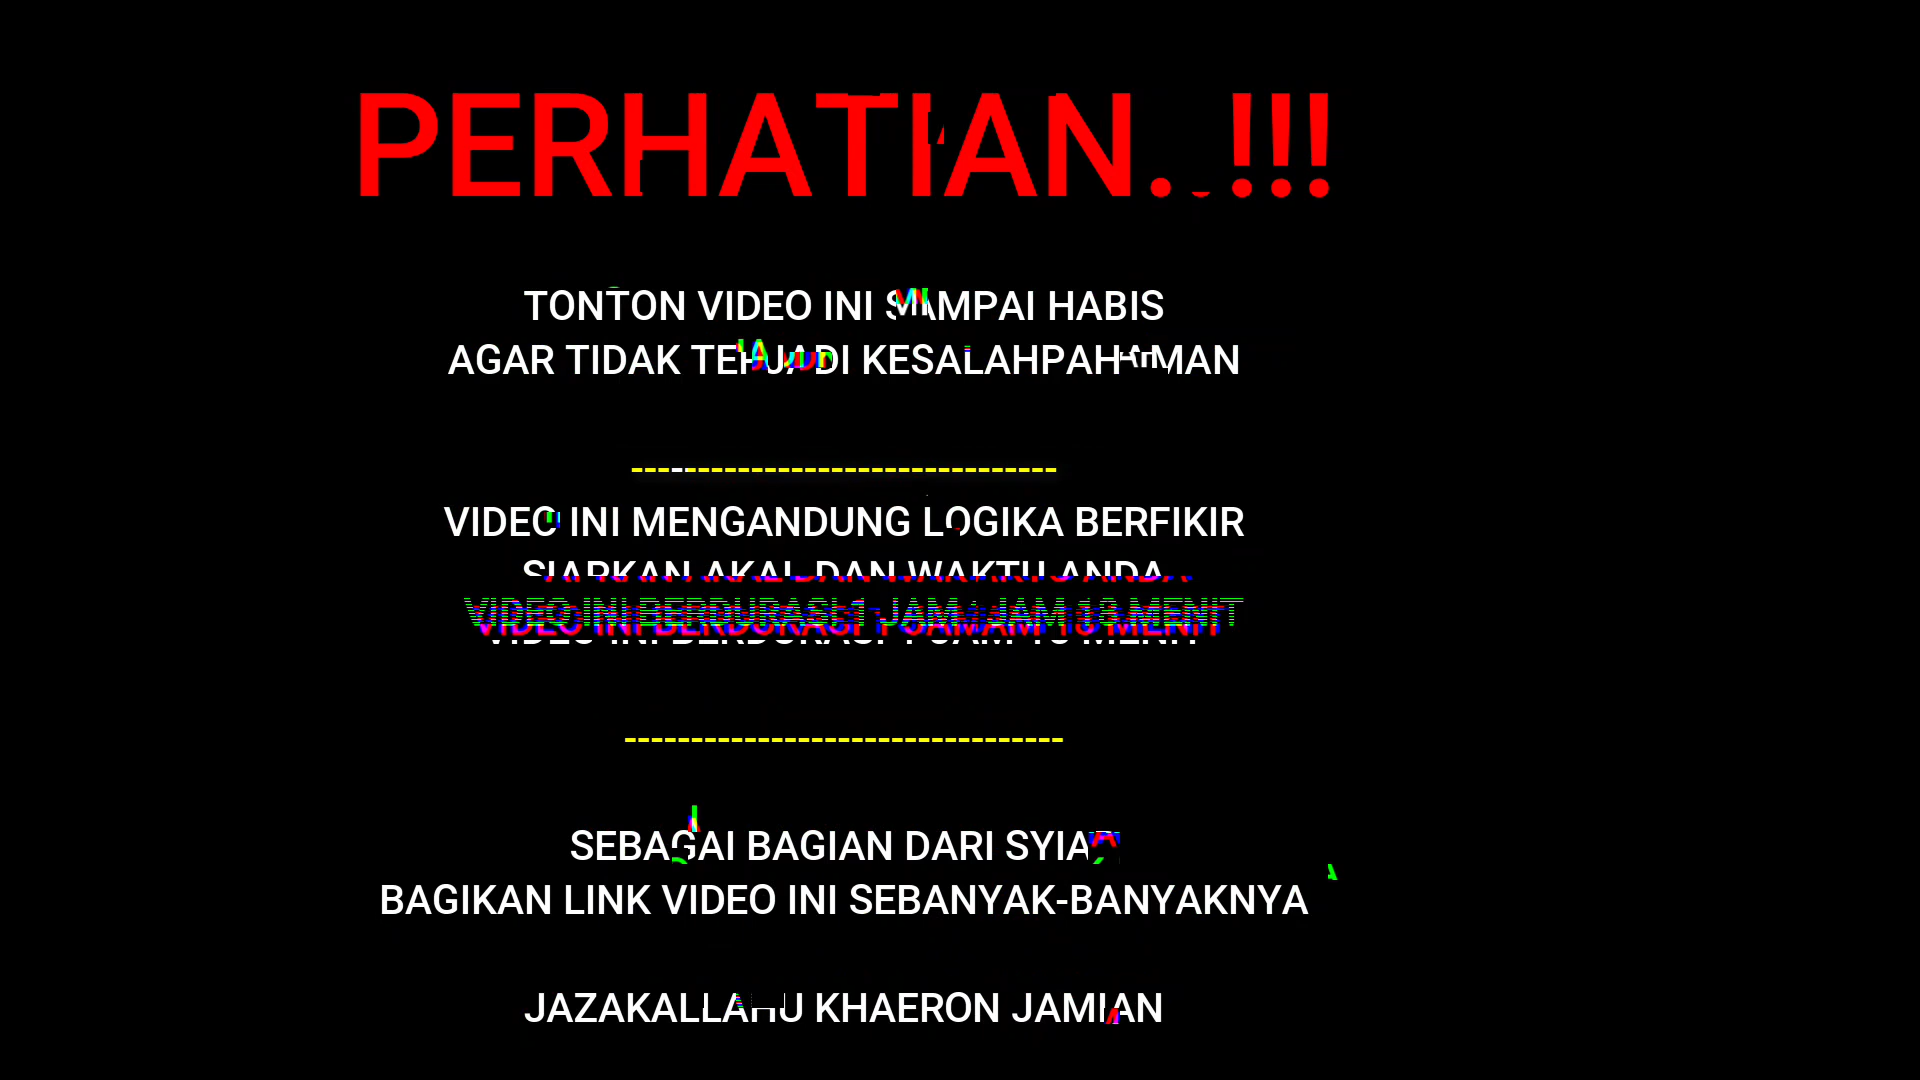 PERHATIAN..!!!
TONTON VIDEO INI SAMPAI HABIS
AGAR TIDAK TERJADI KESALAHPAHAMAN
--------------------------------
VIDEO INI MENGANDUNG LOGIKA BERFIKIR
SIAPKAN AKAL DAN WAKTU ANDA
VIDEO INI BERDURASI 1 JAM 13 MENIT
---------------------------------
SEBAGAI BAGIAN DARI SYIAR
BAGIKAN LINK VIDEO INI SEBANYAK-BANYAKNYA
JAZAKALLAHU KHAERON JAMIAN